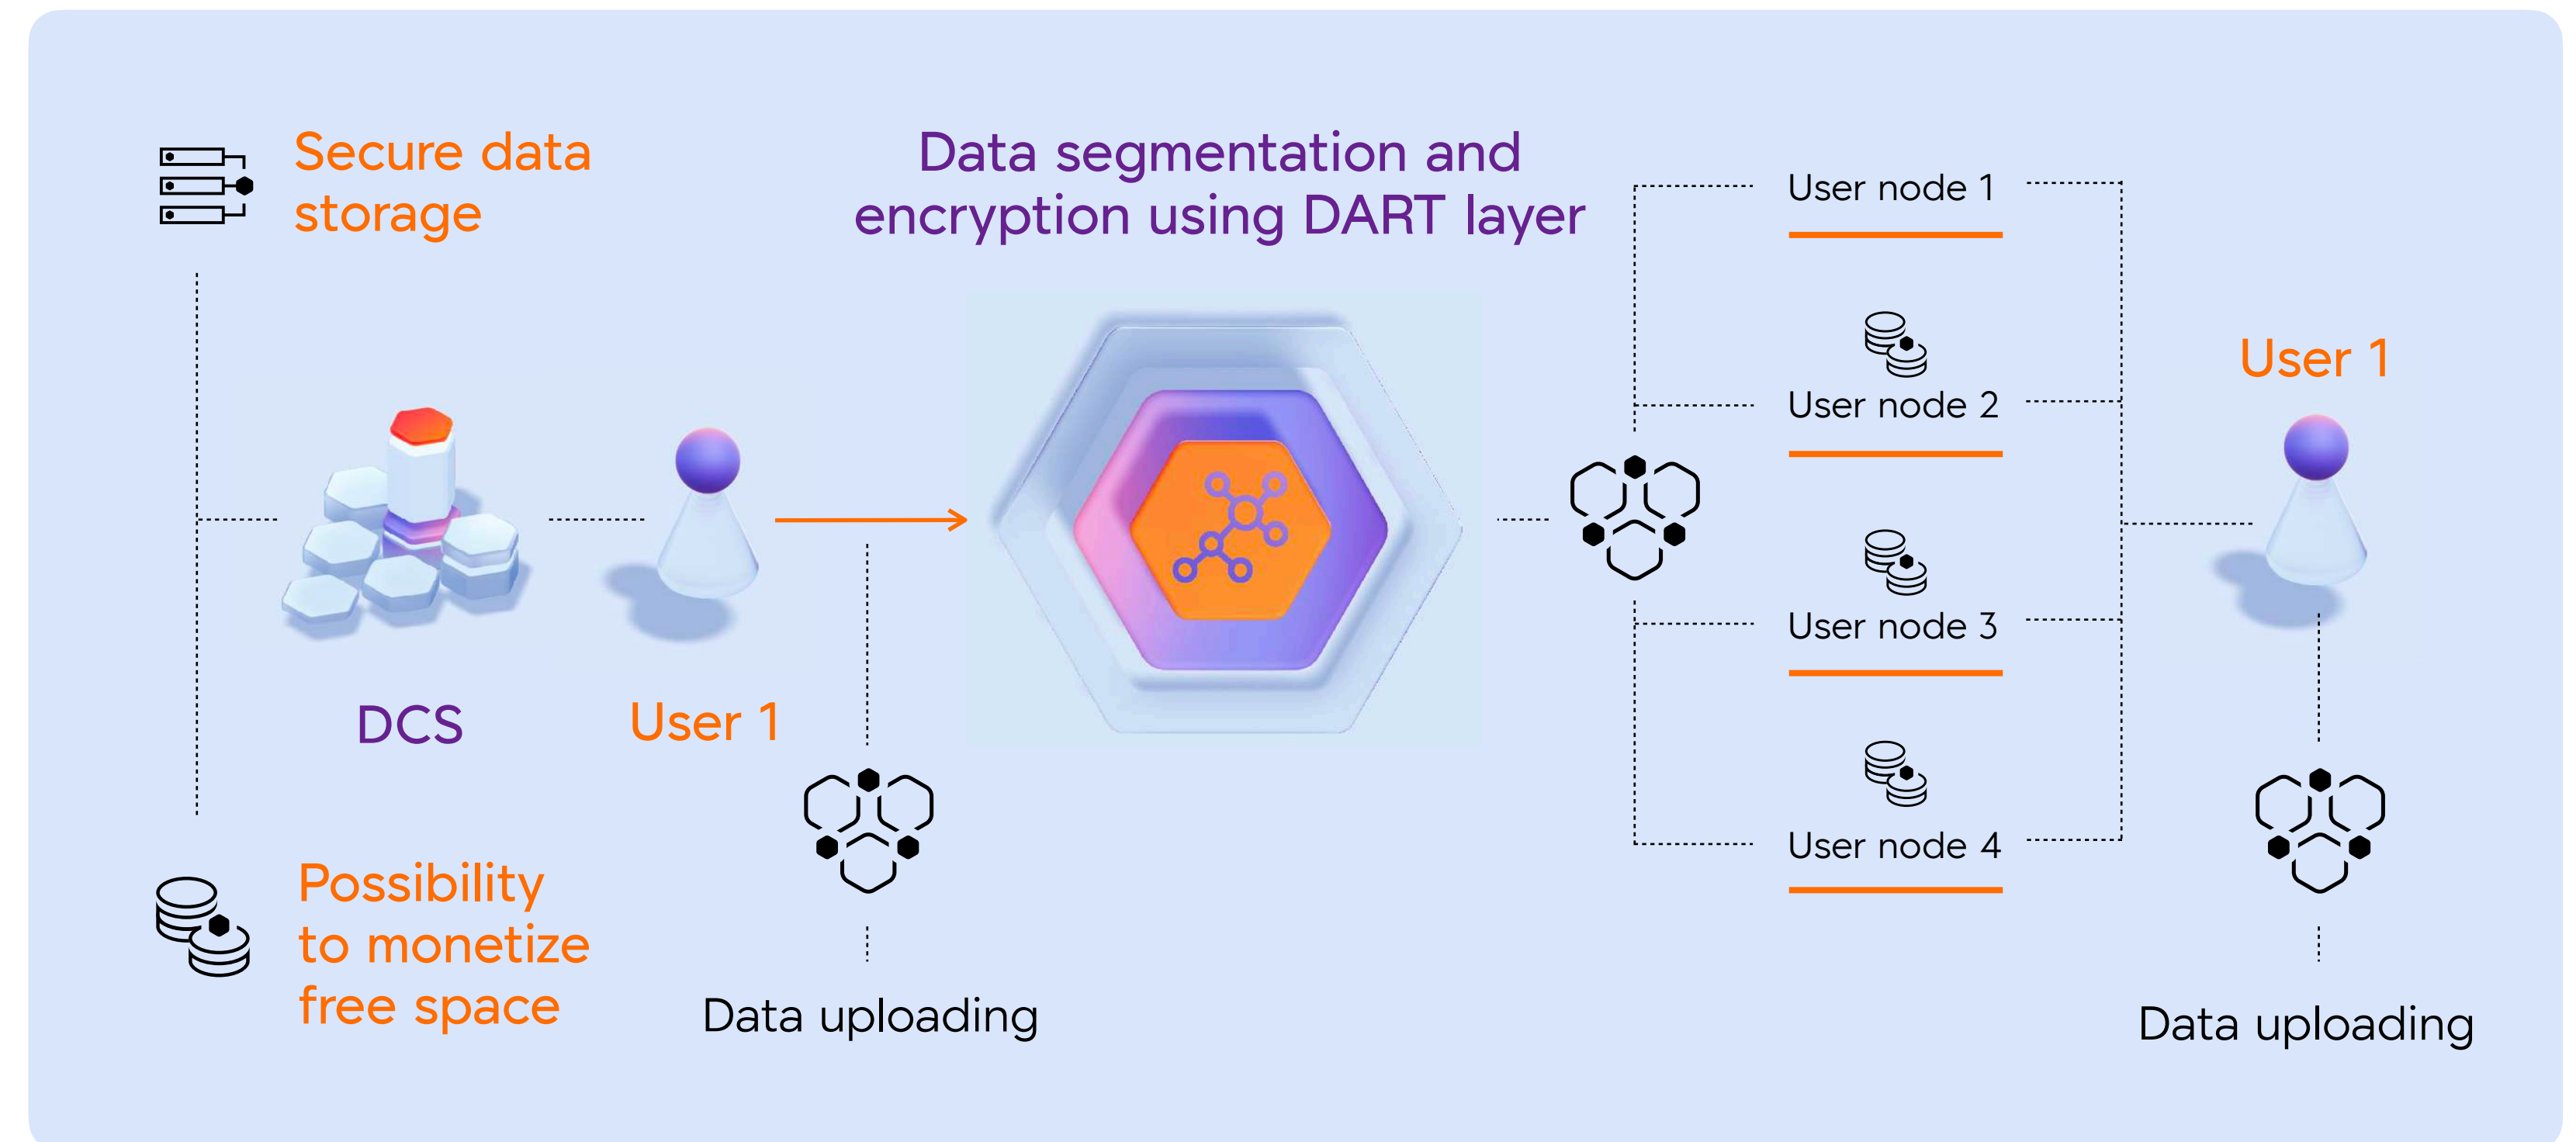 Secure data
storage
DCS
Possibility
to monetize
free space
User 1
Data uploading
Data segmentation and
encryption using DART layer
User node 1
User node 2
User node 3
User node 4
User 1
Data uploading